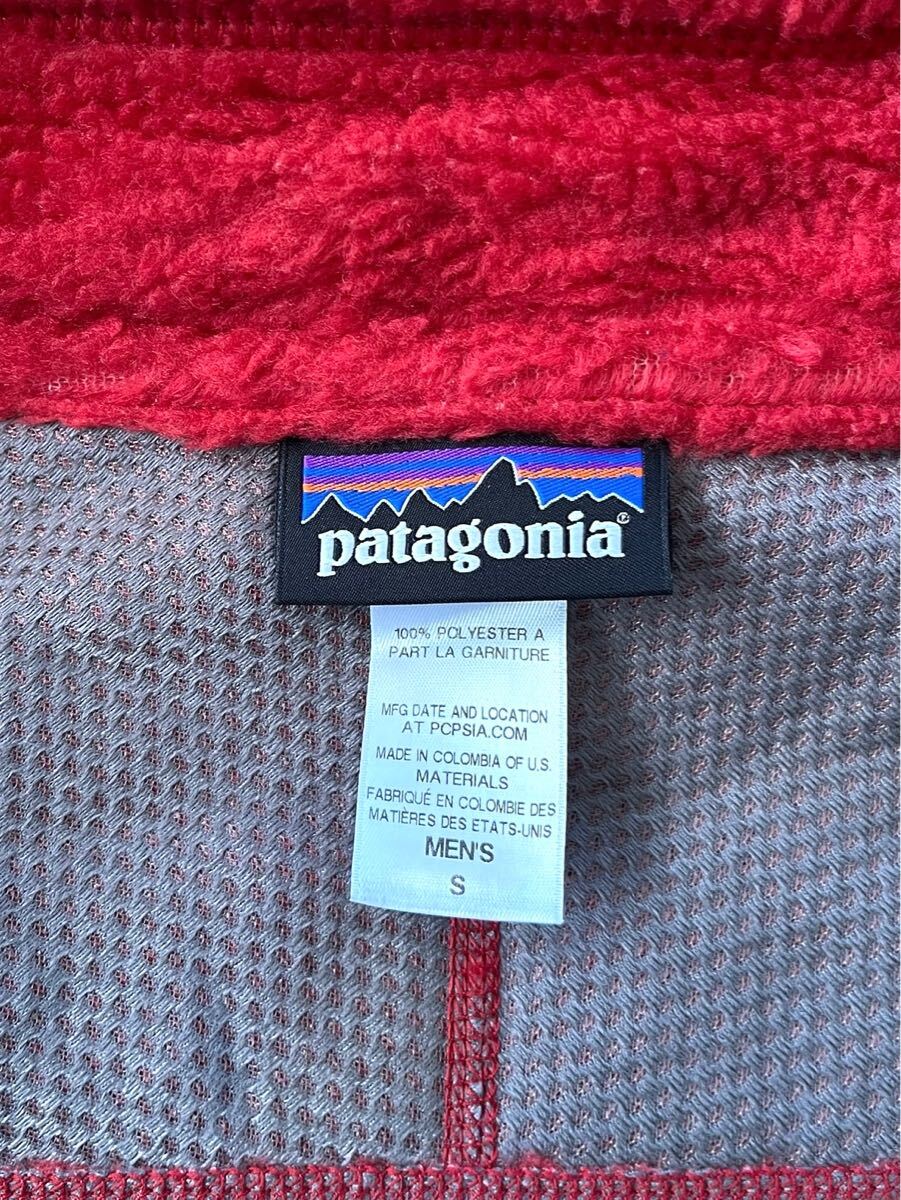 patagonia®
100% POLYESTER A
PART LA GARNITURE
MFG DATE AND LOCATION
AT PCPSIA.COM
MADE IN COLOMBIA OF U.S.
MATERIALS
FABRIQUÉ EN COLOMBIE DES
MATIÈRES DES ETATS-UNIS
MEN'S
S